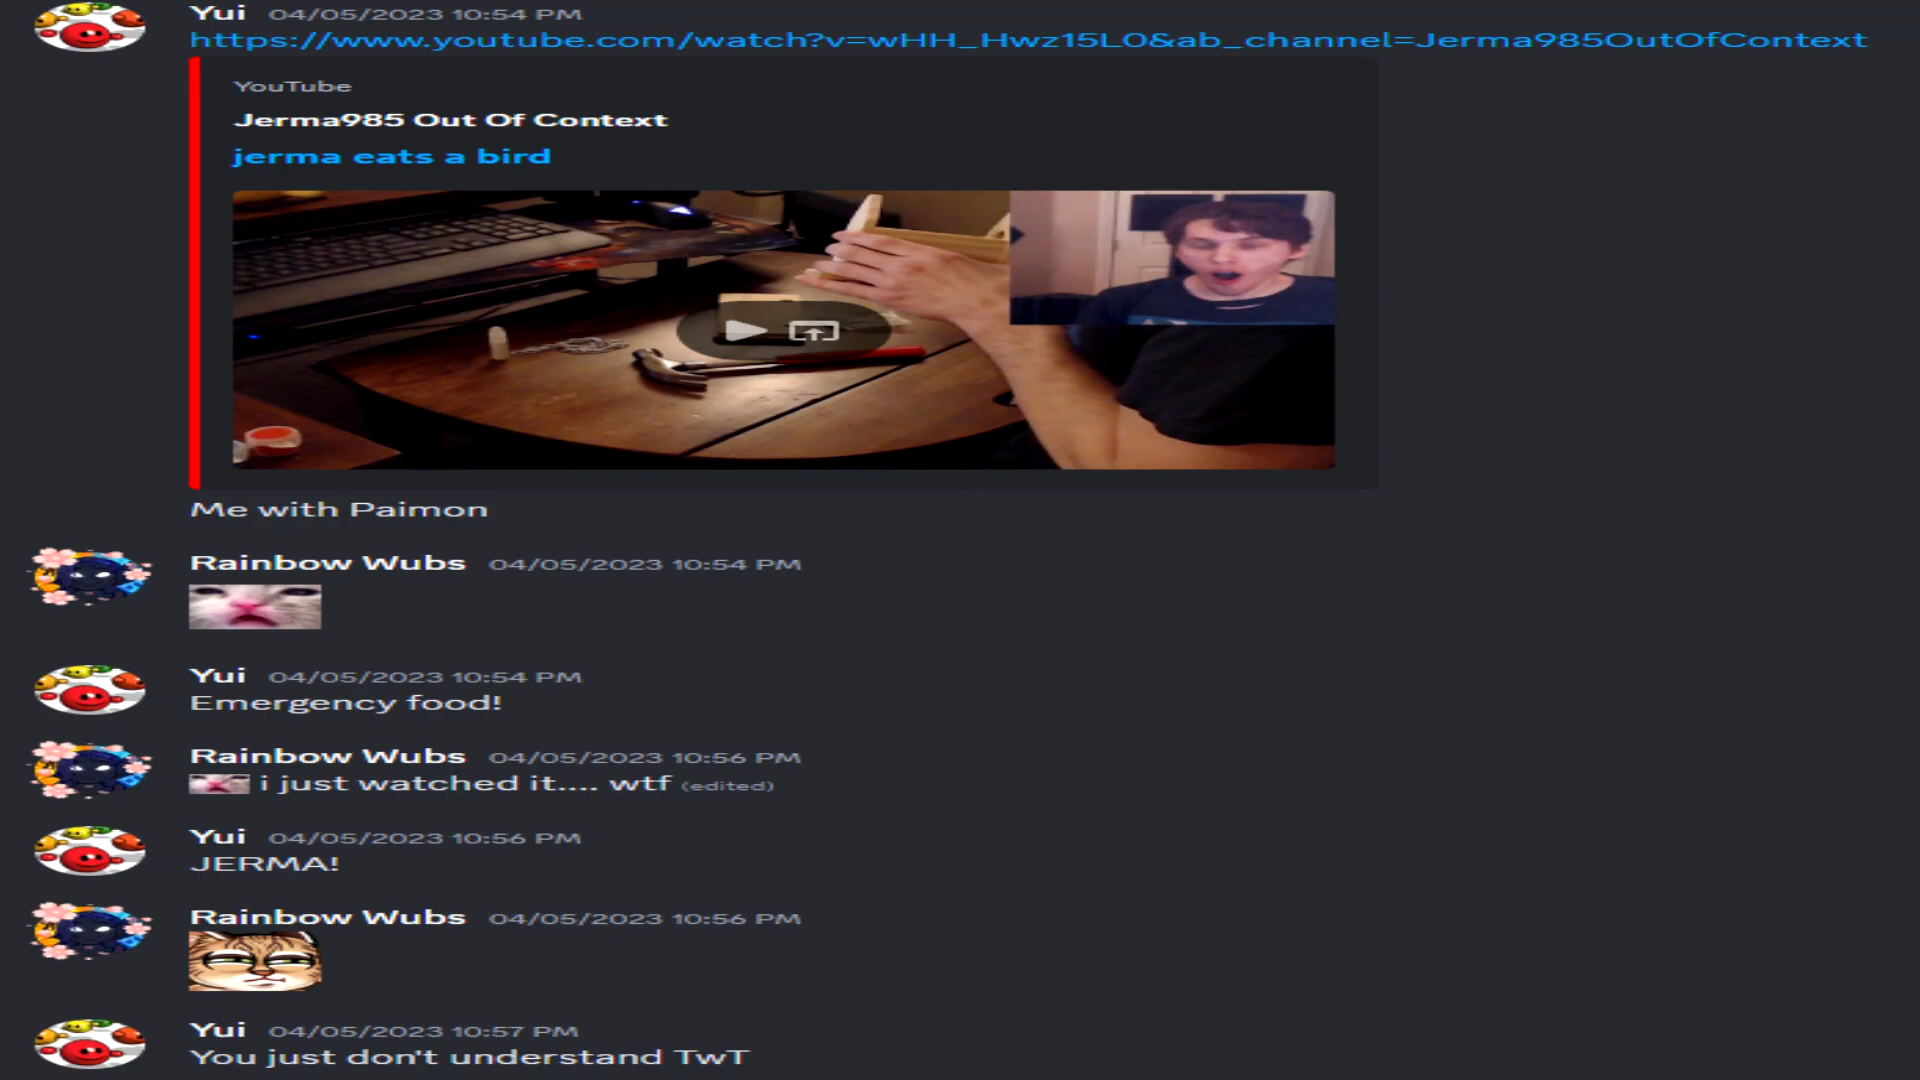 Yui 04/05/2023 10:54 PM
https://www.youtube.com/watch?v=wHH_Hwz15L0&ab_channel=Jerma985OutOfContext
YouTube
Jerma985 Out Of Context
jerma eats a bird
Me with Paimon
Rainbow Wubs 04/05/2023 10:54 PM
Yui 04/05/2023 10:54 PM
Emergency food!
Rainbow Wubs 04/05/2023 10:56 PM
i just watched it.... wtf (edited)
Yui 04/05/2023 10:56 PM
JERMA!
Rainbow Wubs 04/05/2023 10:56 PM
Yui 04/05/2023 10:57 PM
You just don't understand TwT